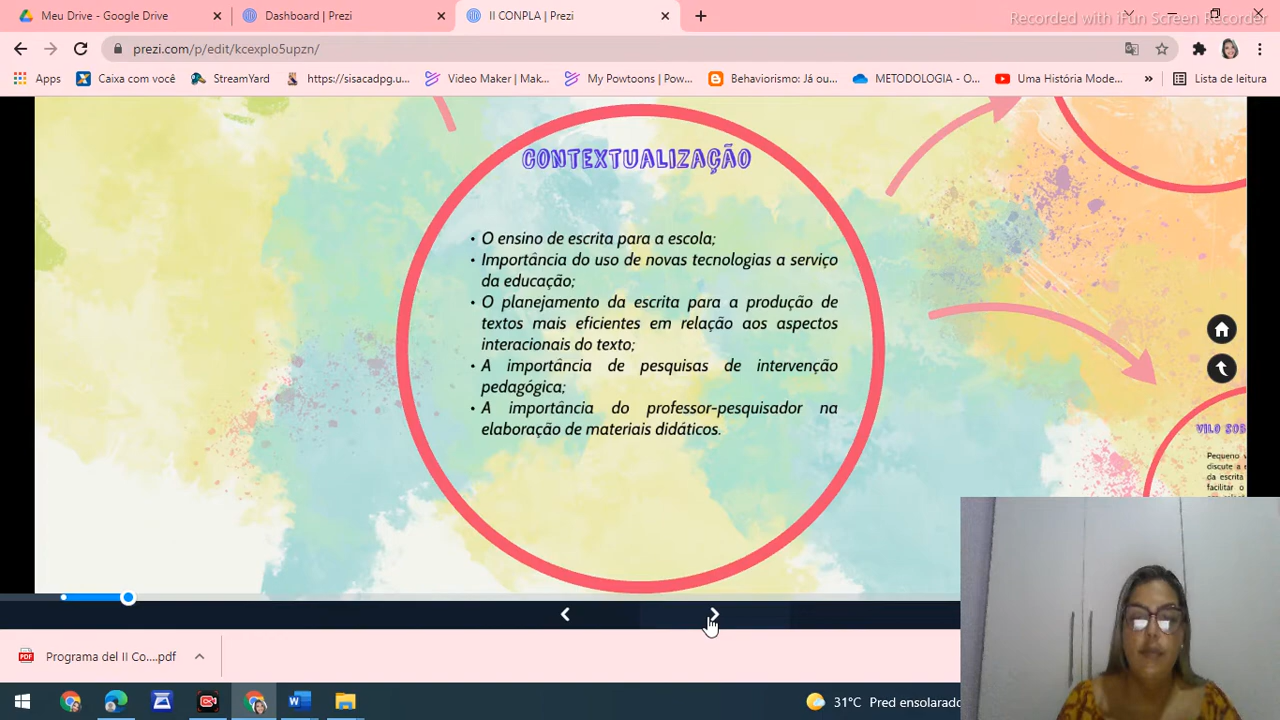 Meu Drive - Google Drive
Dashboard | Prezi
II CONPLA | Prezi
Recorded with iFun Screen Recorder
prezi.com/p/edit/kcexplo5upzn/
Apps
Caixa com você
StreamYard
https://sisacadpg.u...
Video Maker | Mak...
My Powtoons | Pow...
Behaviorismo: Já ou...
METODOLOGIA - O...
Uma História Mode...
»
Lista de leitura
CONTEXTUALIZAÇÃO
• O ensino de escrita para a escola;
• Importância do uso de novas tecnologias a serviço
da educação;
• O planejamento da escrita para a produção de
textos mais eficientes em relação aos aspectos
interacionais do texto;
• A importância de pesquisas de intervenção
pedagógica;
• A importância do professor-pesquisador na
elaboração de materiais didáticos.
VILO SOB
Pequeno v
discute a e
da escrita
facilitar o
Programa del II Co....pdf
31°C Pred ensolarado